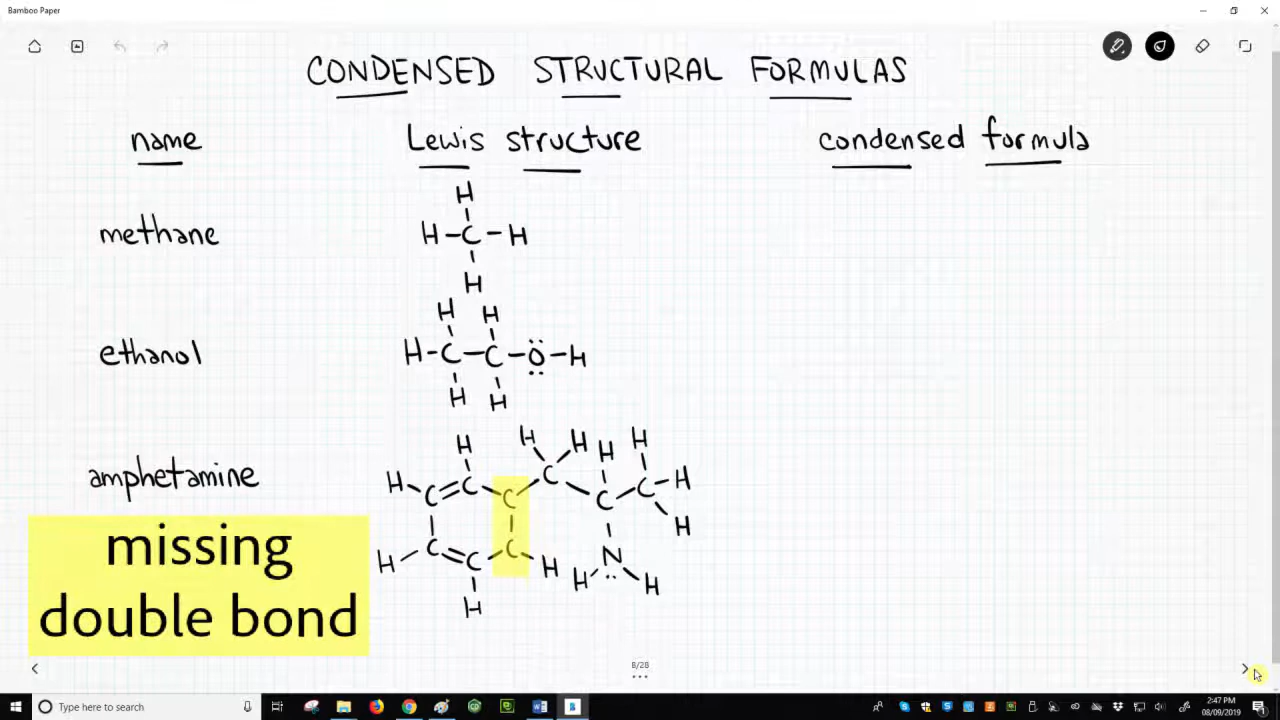 Bamboo Paper
CONDENSED STRUCTURAL FORMULAS
name Lewis structure condensed formula
methane
H
H-C-H
H
ethanol
H H
H-C-C-O-H
H H
amphetamine
H H H H H
H C=C C C C C H
H
missing
double bond
H C=C C H N
H H H
8/28
Type here to search
2:47 PM
08/09/2019